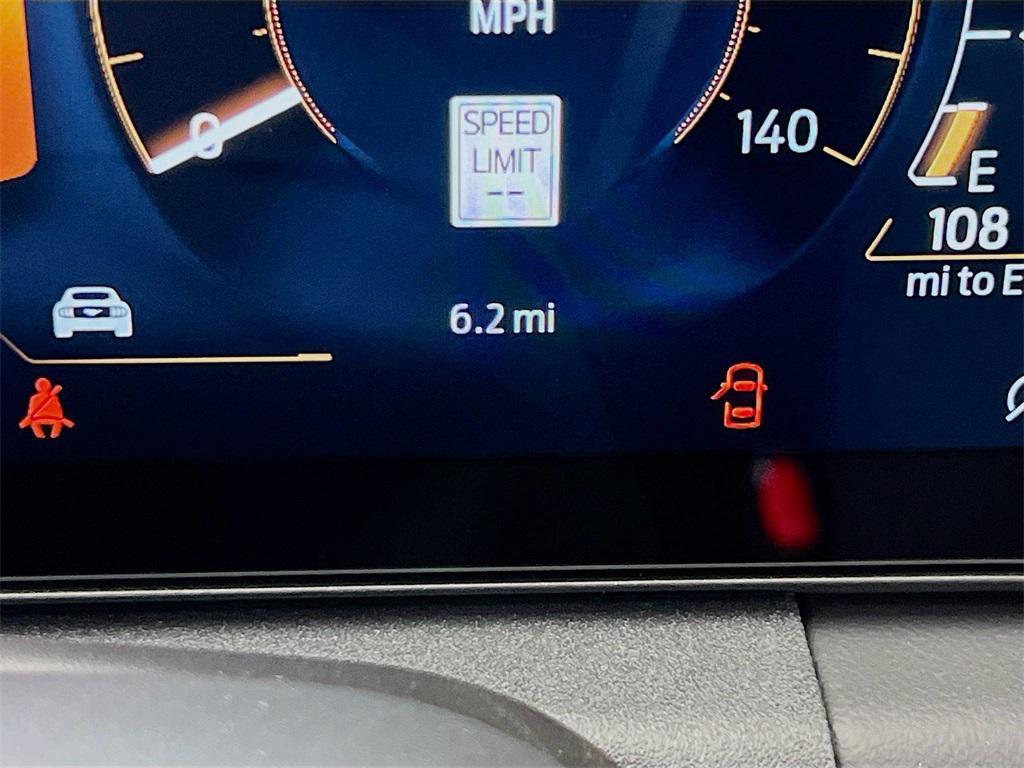 MPH
0
SPEED
LIMIT
--
140
E
108
mi to E
6.2 mi